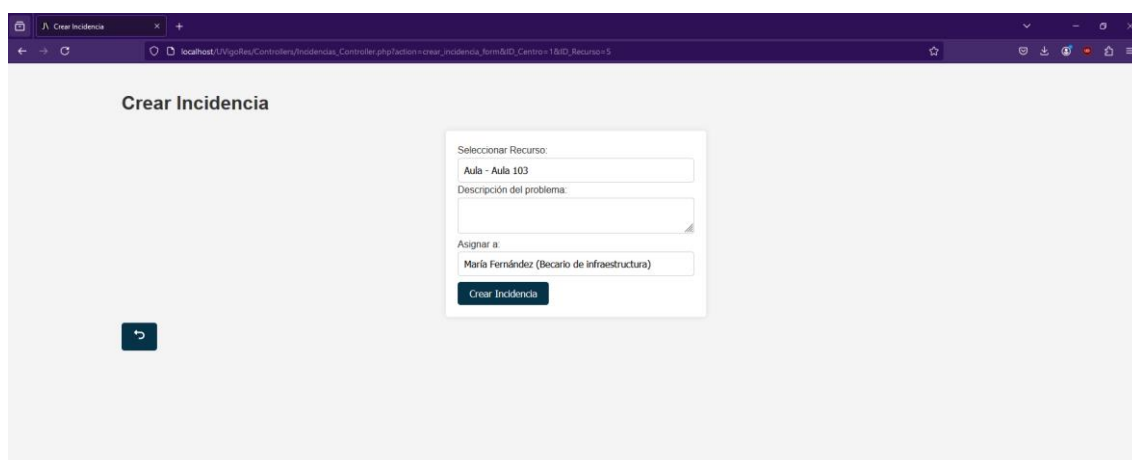 Crear Incidencia
localhost/UVigoRes/Controllers/Incidencias_Controller.php?action=crear_incidencia_form&ID_Centro=1&ID_Recurso=5
Crear Incidencia
Seleccionar Recurso:
Aula - Aula 103
Descripción del problema:
Asignar a:
María Fernández (Becario de infraestructura)
Crear Incidencia